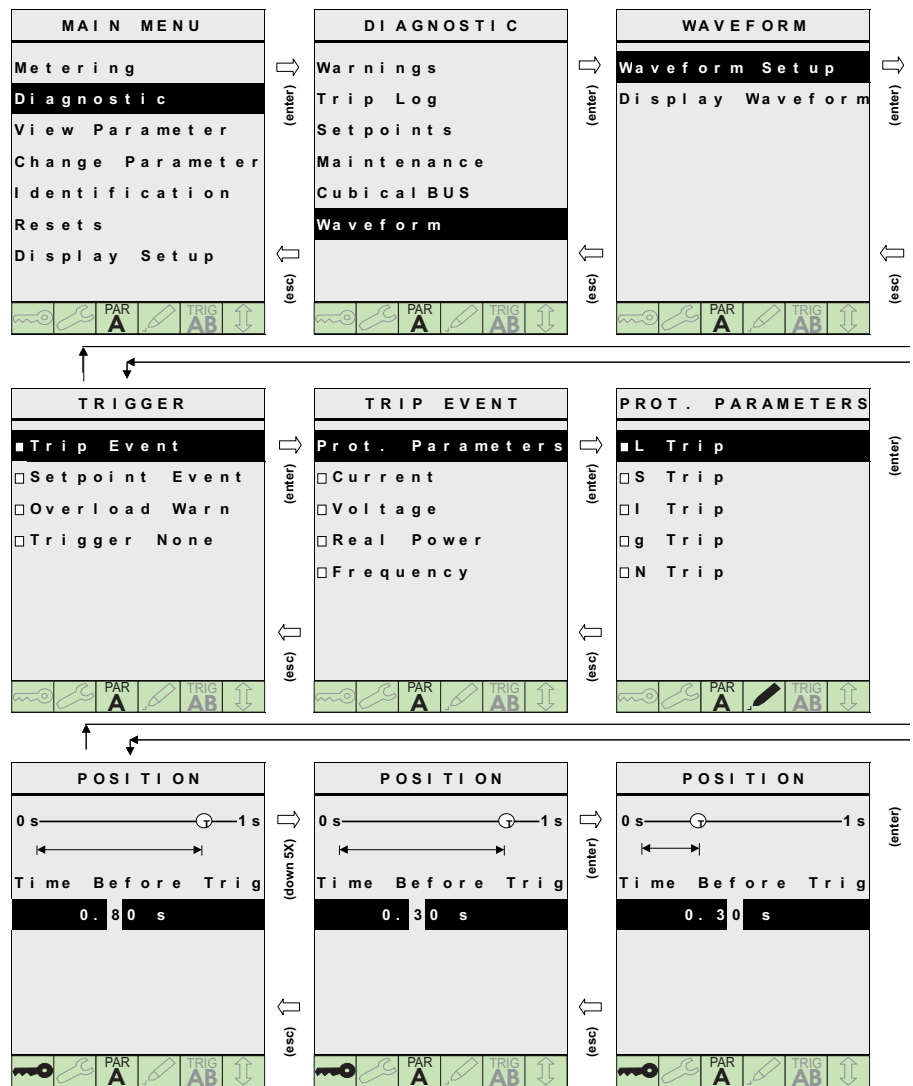 MAIN MENU
Metering
Diagnostic
View Parameter
Change Parameter
Identification
Resets
Display Setup
PAR
A
TRIG
AB
(enter)
(esc)
DIAGNOSTIC
Warnings
Trip Log
Setpoints
Maintenance
Cubical BUS
Waveform
PAR
A
TRIG
AB
(enter)
(esc)
WAVEFORM
Waveform Setup
Display Waveform
PAR
A
TRIG
AB
(enter)
(esc)
TRIGGER
Trip Event
Setpoint Event
Overload Warn
Trigger None
PAR
A
TRIG
AB
(enter)
(esc)
TRIP EVENT
Prot. Parameters
Current
Voltage
Real Power
Frequency
PAR
A
TRIG
AB
(enter)
(esc)
PROT. PARAMETERS
L Trip
S Trip
I Trip
g Trip
N Trip
PAR
A
TRIG
AB
(enter)
POSITION
0 s T 1 s
Time Before Trig
0.80 s
PAR
A
TRIG
AB
(down 5X)
(esc)
POSITION
0 s T 1 s
Time Before Trig
0.30 s
PAR
A
TRIG
AB
(enter)
(esc)
POSITION
0 s T 1 s
Time Before Trig
0.30 s
PAR
A
TRIG
AB
(enter)